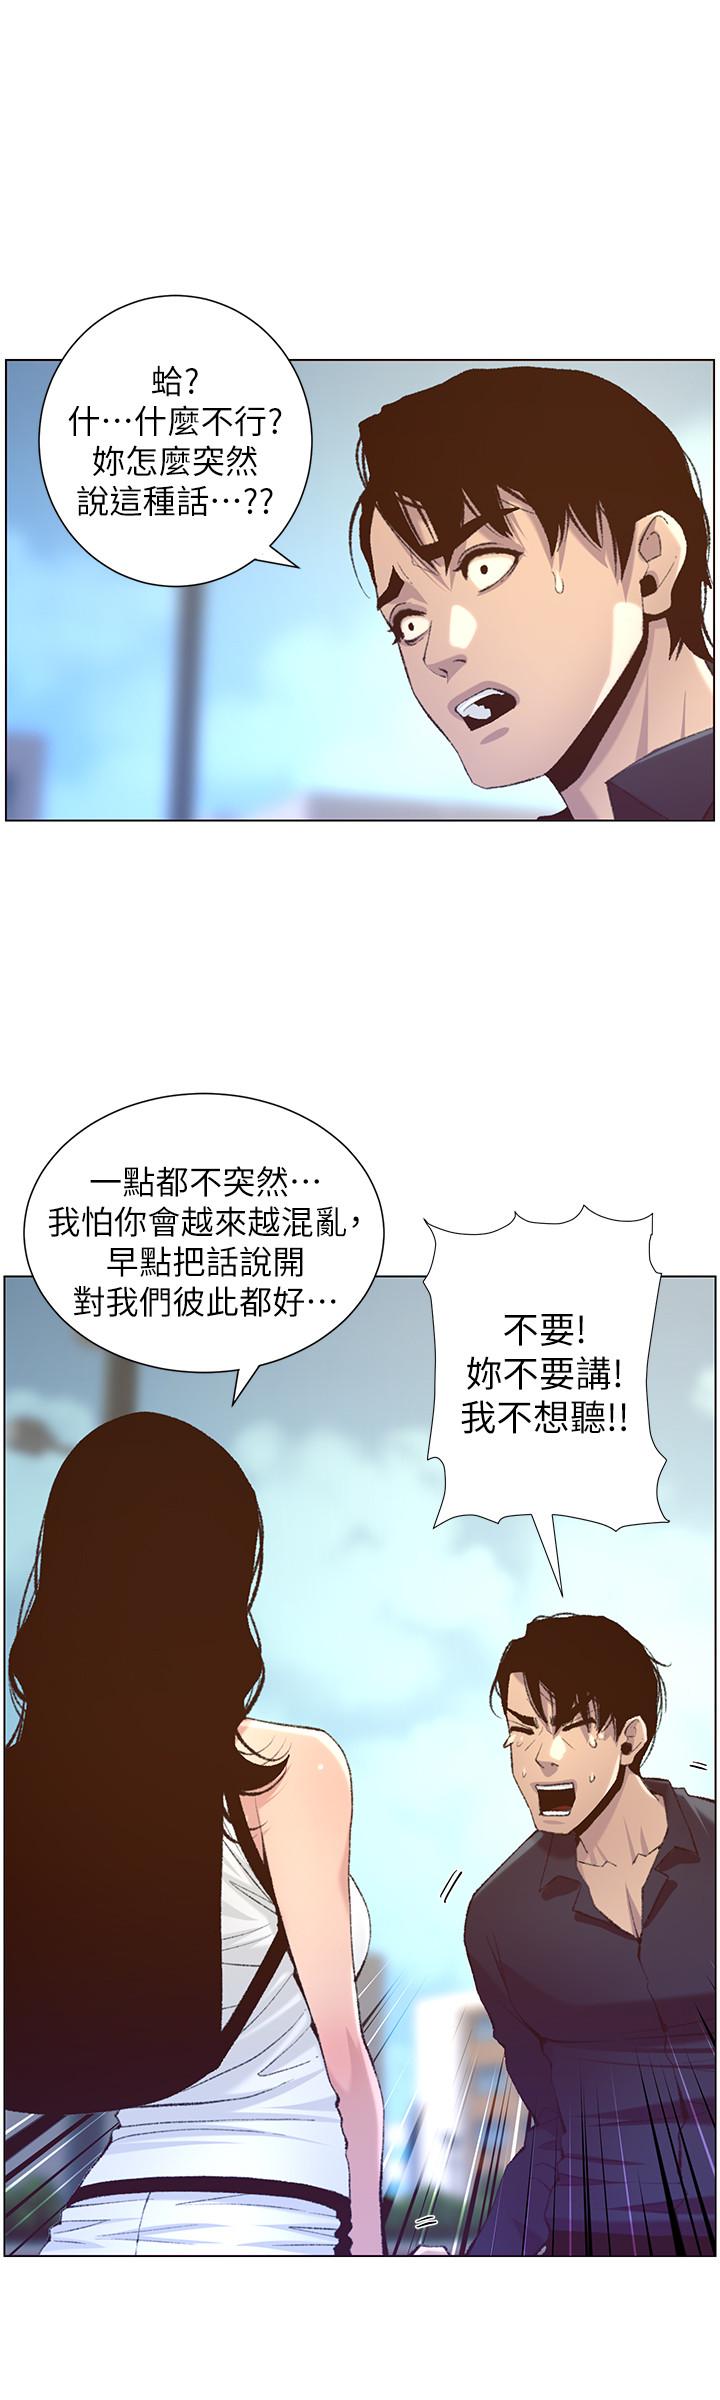 蛤?
什⋯什麼不行?
妳怎麼突然
說這種話⋯??
一點都不突然⋯
我怕你會越來越混亂,
早點把話說開
對我們彼此都好⋯
不要!
妳不要講!
我不想聽!!